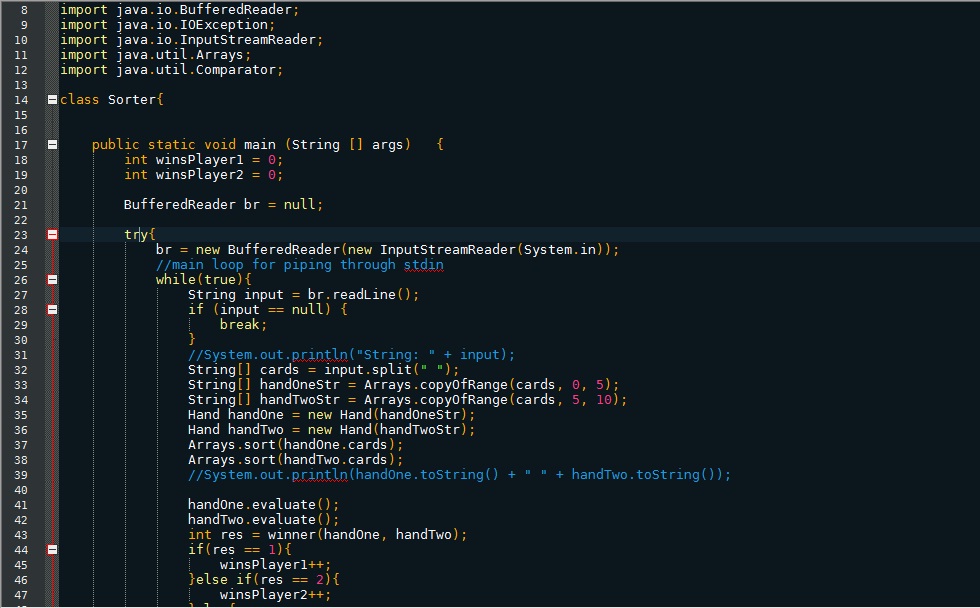 8 import java.io.BufferedReader;
9 import java.io.IOException;
10 import java.io.InputStreamReader;
11 import java.util.Arrays;
12 import java.util.Comparator;
13
14 class Sorter{
15
16
17 public static void main (String [] args)   {
18 int winsPlayer1 = 0;
19 int winsPlayer2 = 0;
20
21 BufferedReader br = null;
22
23 try{
24 br = new BufferedReader(new InputStreamReader(System.in));
25 //main loop for piping through stdin
26 while(true){
27 String input = br.readLine();
28 if (input == null) {
29 break;
30 }
31 //System.out.println("String: " + input);
32 String[] cards = input.split(" ");
33 String[] handOneStr = Arrays.copyOfRange(cards, 0, 5);
34 String[] handTwoStr = Arrays.copyOfRange(cards, 5, 10);
35 Hand handOne = new Hand(handOneStr);
36 Hand handTwo = new Hand(handTwoStr);
37 Arrays.sort(handOne.cards);
38 Arrays.sort(handTwo.cards);
39 //System.out.println(handOne.toString() + " " + handTwo.toString());
40
41 handOne.evaluate();
42 handTwo.evaluate();
43 int res = winner(handOne, handTwo);
44 if(res == 1){
45 winsPlayer1++;
46 }else if(res == 2){
47 winsPlayer2++;